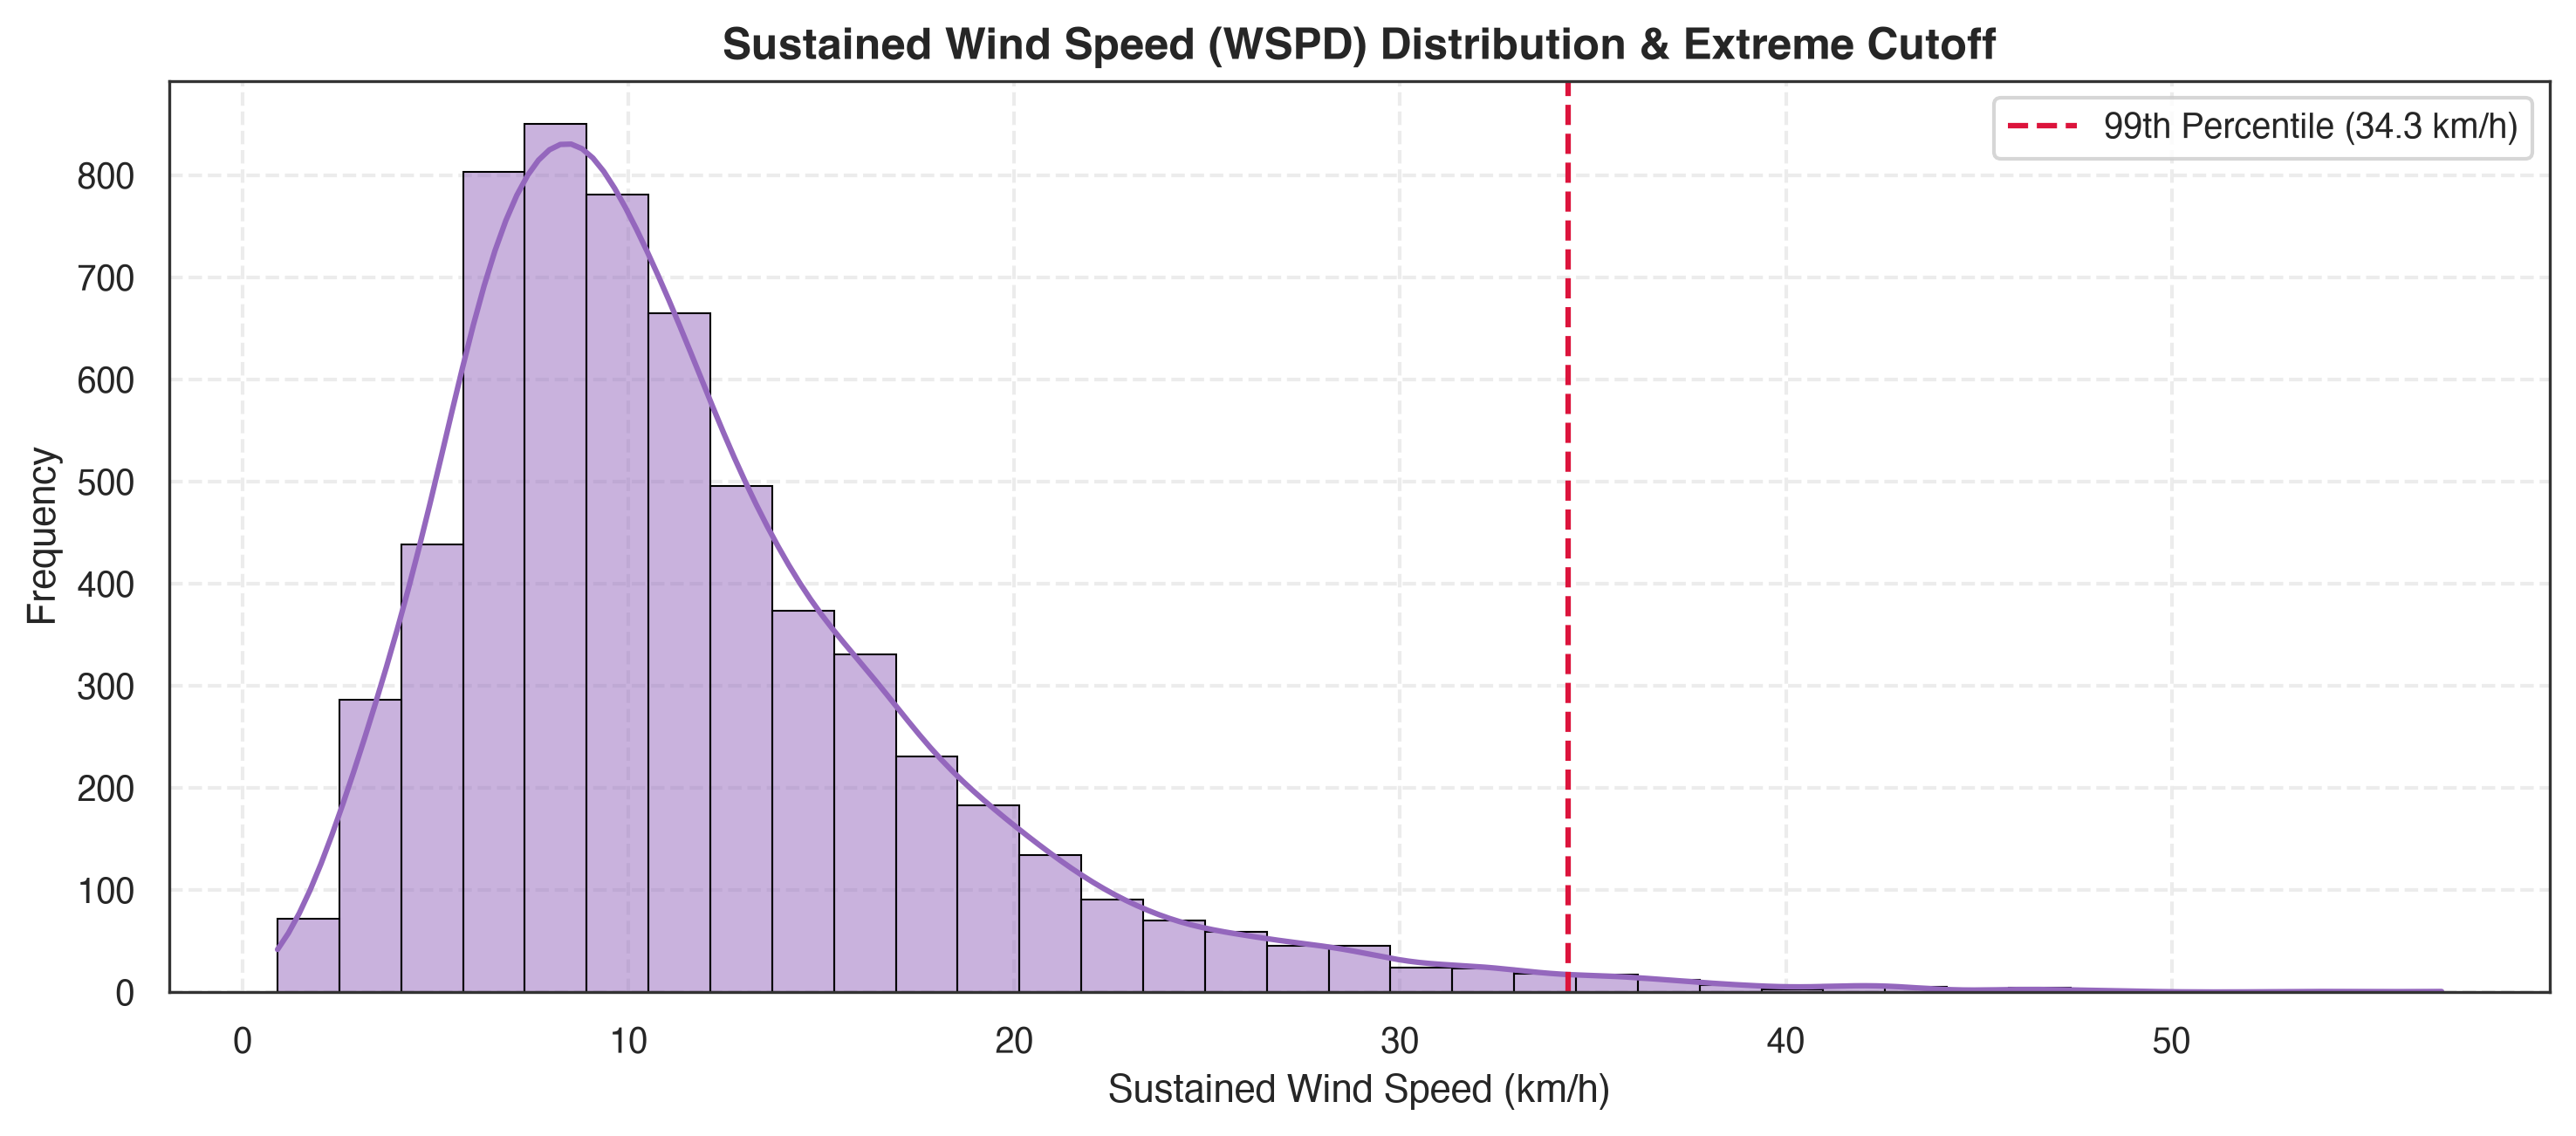 Sustained Wind Speed (WSPD) Distribution & Extreme Cutoff
99th Percentile (34.3 km/h)
Frequency
800
700
600
500
400
300
200
100
0
0 10 20 30 40 50
Sustained Wind Speed (km/h)